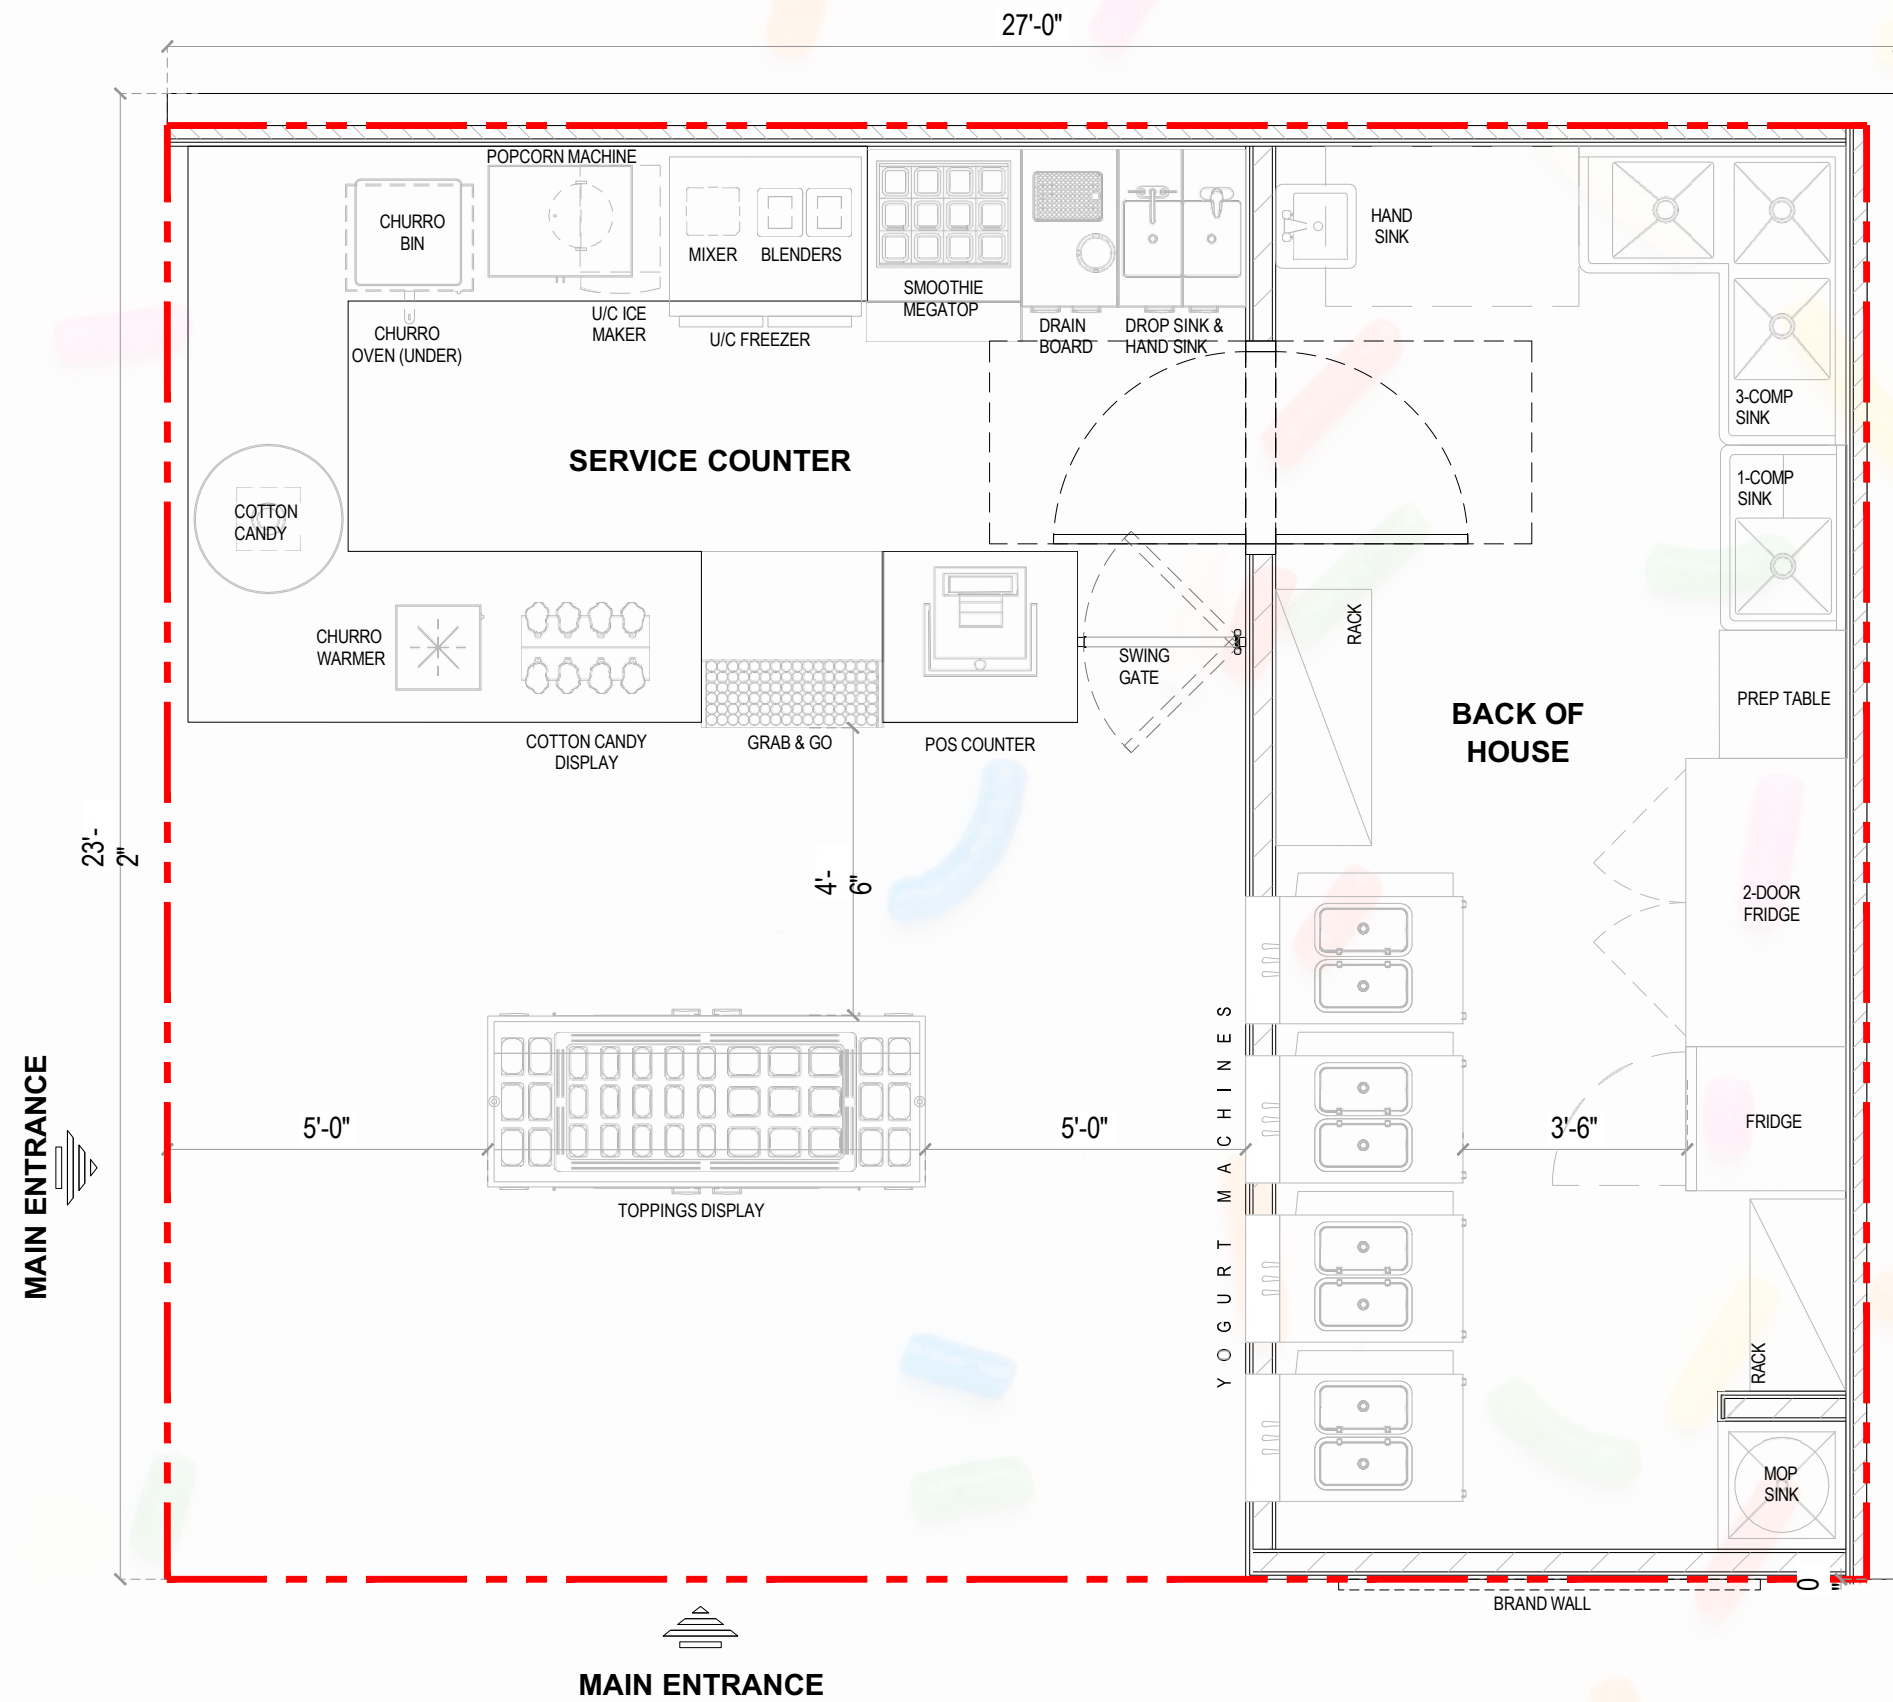 27'-0"
POPCORN MACHINE
CHURRO
BIN
MIXER
BLENDERS
SMOOTHIE
MEGATOP
HAND
SINK
U/C ICE
MAKER
CHURRO
OVEN (UNDER)
U/C FREEZER
DRAIN
BOARD
DROP SINK &
HAND SINK
3-COMP
SINK
SERVICE COUNTER
1-COMP
SINK
COTTON
CANDY
CHURRO
WARMER
RACK
SWING
GATE
PREP TABLE
BACK OF
HOUSE
COTTON CANDY
DISPLAY
GRAB & GO
POS COUNTER
23'-
2"
4'-
6"
2-DOOR
FRIDGE
YOGURT MACHINES
MAIN ENTRANCE
5'-0"
5'-0"
3'-6"
FRIDGE
TOPPINGS DISPLAY
RACK
MOP
SINK
0
"
BRAND WALL
MAIN ENTRANCE